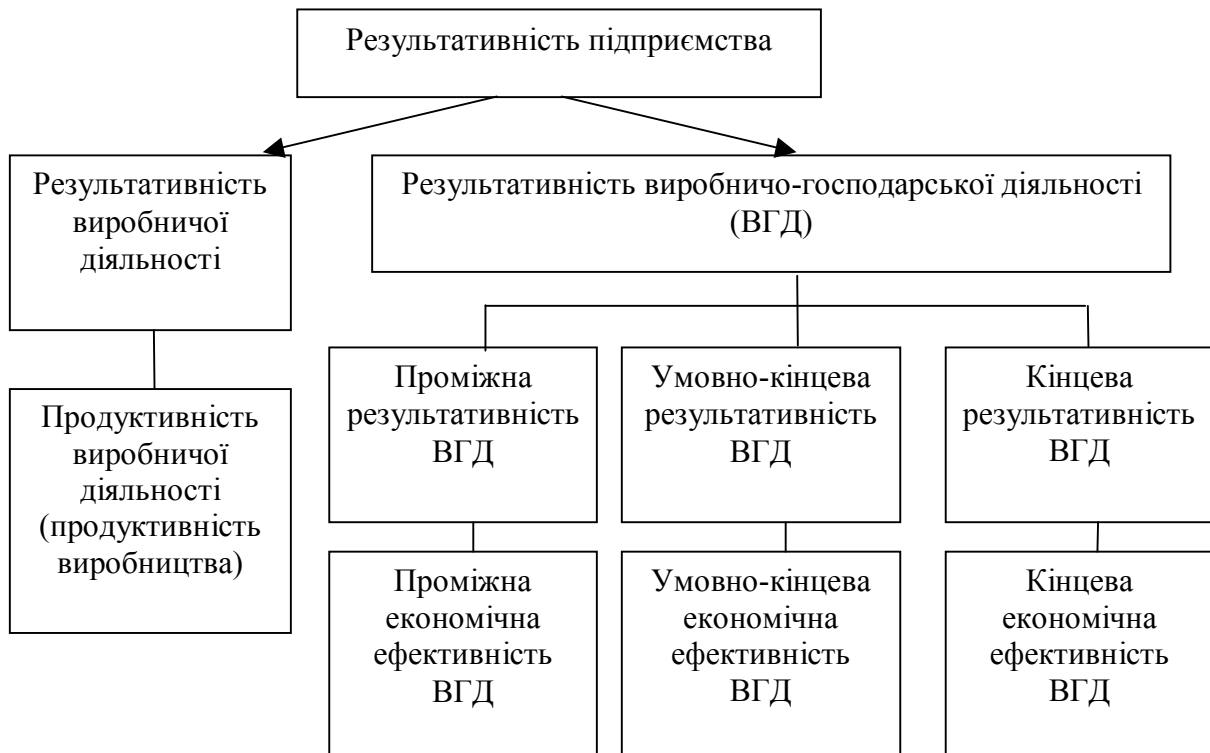 Результативність підприємства
Результативність
виробничої
діяльності
Результативність виробничо-господарської діяльності
(ВГД)
Продуктивність
виробничої
діяльності
(продуктивність
виробництва)
Проміжна
результативність
ВГД
Умовно-кінцева
результативність
ВГД
Кінцева
результативність
ВГД
Проміжна
економічна
ефективність
ВГД
Умовно-кінцева
економічна
ефективність
ВГД
Кінцева
економічна
ефективність
ВГД